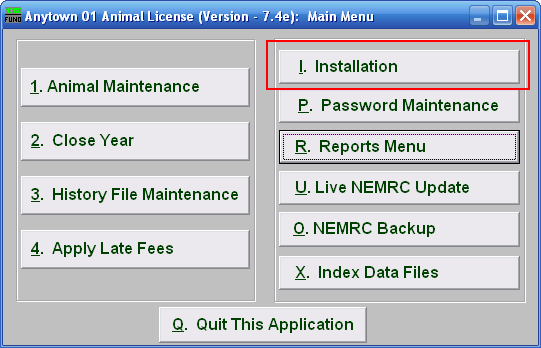 FUND
Anytown 01 Animal License (Version - 7.4e): Main Menu
1. Animal Maintenance
2. Close Year
3. History File Maintenance
4. Apply Late Fees
I. Installation
P. Password Maintenance
R. Reports Menu
U. Live NEMRC Update
O. NEMRC Backup
X. Index Data Files
Q. Quit This Application